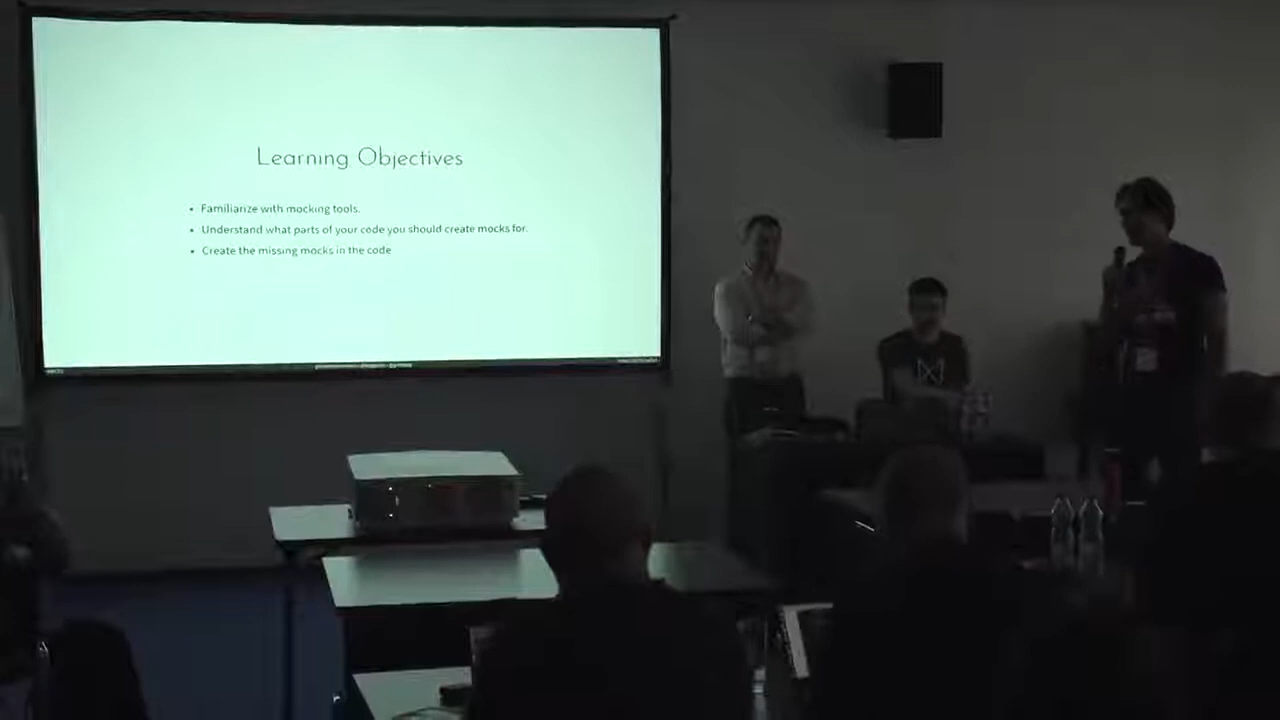 Learning Objectives
• Familiarize with mocking tools.
• Understand what parts of your code you should create mocks for.
• Create the missing mocks in the code